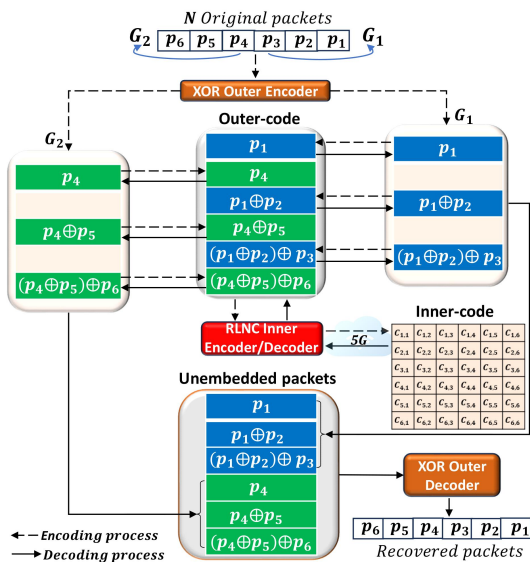 N Original packets
G₂ p₆ p₅ p₄ p₃ p₂ p₁ G₁
XOR Outer Encoder
G₂
G₁
Outer-code
p₁
p₄
p₁⊕p₂
p₄⊕p₅
(p₁⊕p₂)⊕ p₃
(p₄⊕p₅)⊕p₆
p₄
p₄⊕p₅
(p₄⊕p₅)⊕p₆
p₁
p₁⊕p₂
(p₁⊕p₂)⊕ p₃
RLNC Inner
Encoder/Decoder
5G
Inner-code
C₁.₁ C₁.₂ C₁.₃ C₁.₄ C₁.₅ C₁.₆
C₂.₁ C₂.₂ C₂.₃ C₂.₄ C₂.₅ C₂.₆
C₃.₁ C₃.₂ C₃.₃ C₃.₄ C₃.₅ C₃.₆
C₄.₁ C₄.₂ C₄.₃ C₄.₄ C₄.₅ C₄.₆
C₅.₁ C₅.₂ C₅.₃ C₅.₄ C₅.₅ C₅.₆
C₆.₁ C₆.₂ C₆.₃ C₆.₄ C₆.₅ C₆.₆
Unembedded packets
p₁
p₁⊕p₂
(p₁⊕p₂)⊕ p₃
p₄
p₄⊕p₅
(p₄⊕p₅)⊕p₆
XOR Outer
Decoder
p₆ p₅ p₄ p₃ p₂ p₁
Recovered packets
Encoding process
Decoding process